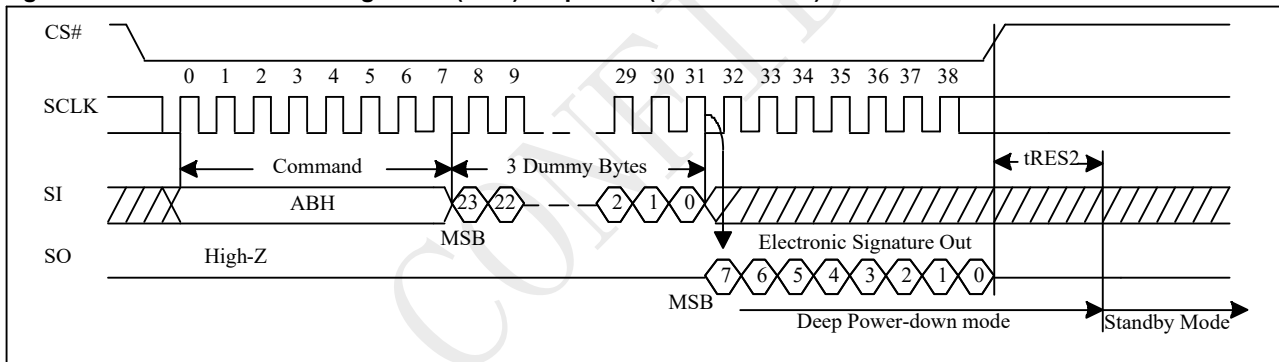 CS#
0 1 2 3 4 5 6 7 8 9 29 30 31 32 33 34 35 36 37 38
SCLK
Command 3 Dummy Bytes tRES2
SI ABH 23 22 2 1 0
MSB
SO High-Z Electronic Signature Out
7 6 5 4 3 2 1 0
MSB
Deep Power-down mode Standby Mode